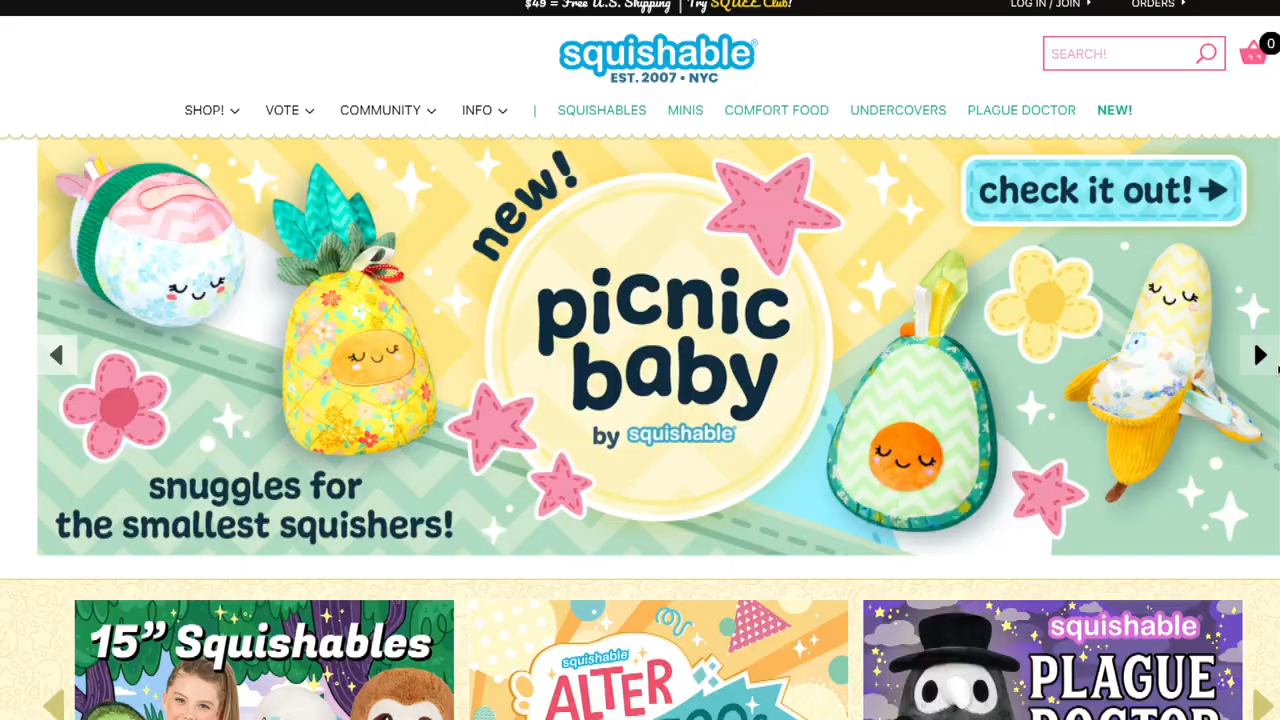 $49 = Free U.S. Shipping | Try SQUEE Club!
LOG IN / JOIN
ORDERS
squishable®
EST. 2007 • NYC
SEARCH!
0
SHOP!
VOTE
COMMUNITY
INFO
|
SQUISHABLES
MINIS
COMFORT FOOD
UNDERCOVERS
PLAGUE DOCTOR
NEW!
new!
check it out!
picnic
baby
by squishable®
snuggles for
the smallest squishers!
15” Squishables
squishable
ALTER
squishable
PLAGUE
DOCTOR